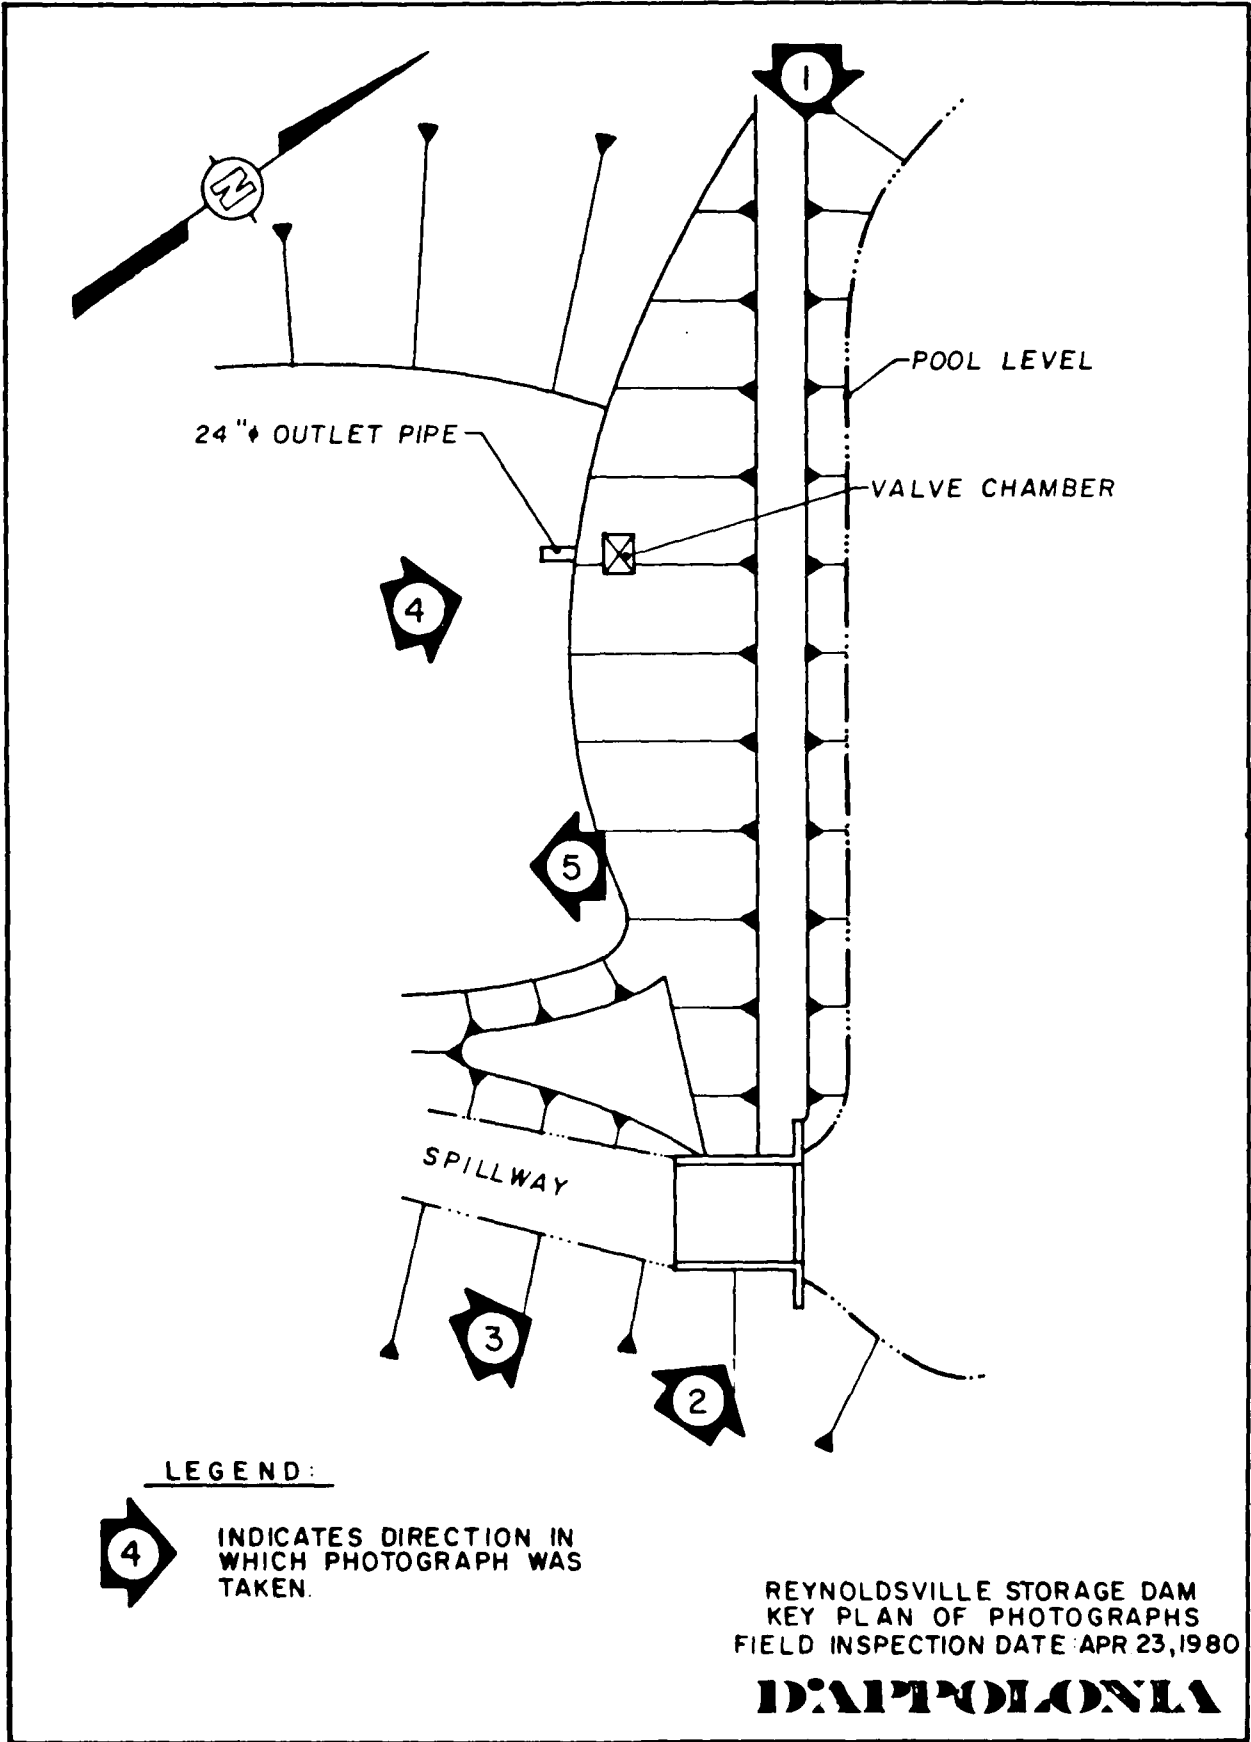 1
N
POOL LEVEL
24"ϕ OUTLET PIPE
VALVE CHAMBER
4
5
SPILLWAY
3
2
LEGEND:
4
INDICATES DIRECTION IN
WHICH PHOTOGRAPH WAS
TAKEN.
REYNOLDSVILLE STORAGE DAM
KEY PLAN OF PHOTOGRAPHS
FIELD INSPECTION DATE: APR 23, 1980
D'APPOLONIA